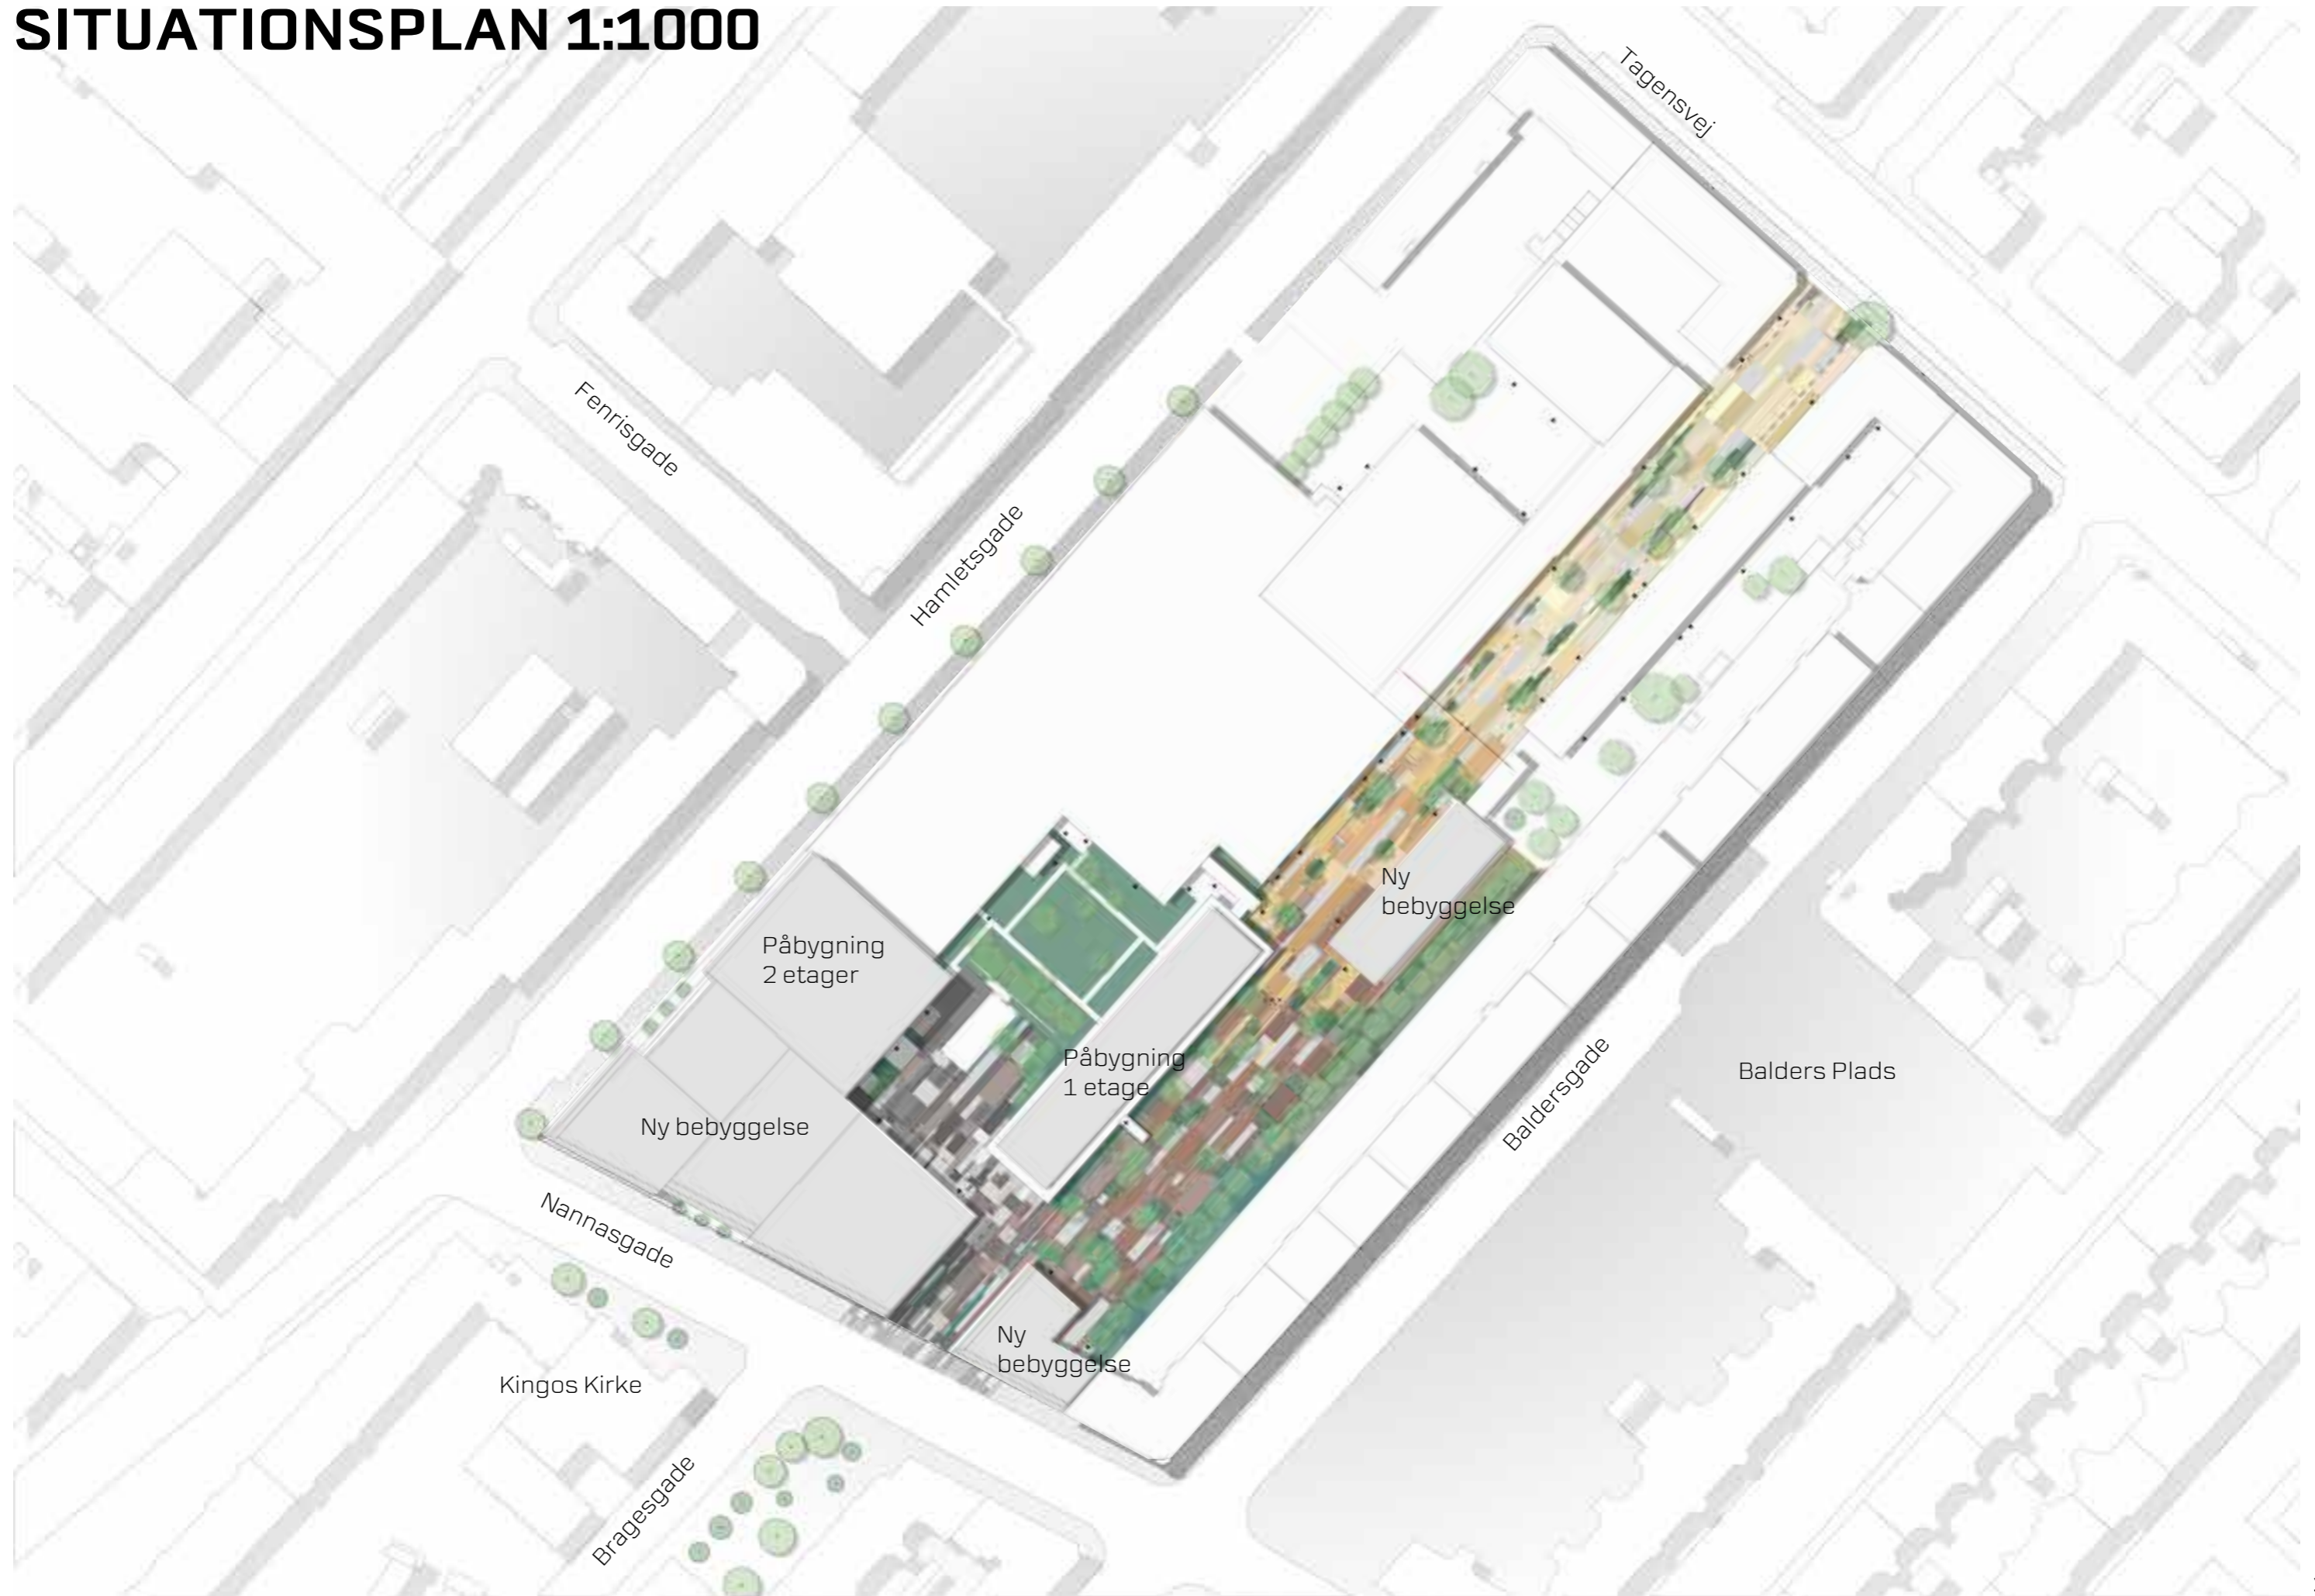 SITUATIONSPLAN 1:1000
Tagensvej
Fenrisgade
Hamletsgade
Ny
bebyggelse
Påbygning
2 etager
Påbygning
1 etage
Balders Plads
Baldersgade
Ny bebyggelse
Nannasgade
Ny
bebyggelse
Kingos Kirke
Bragesgade